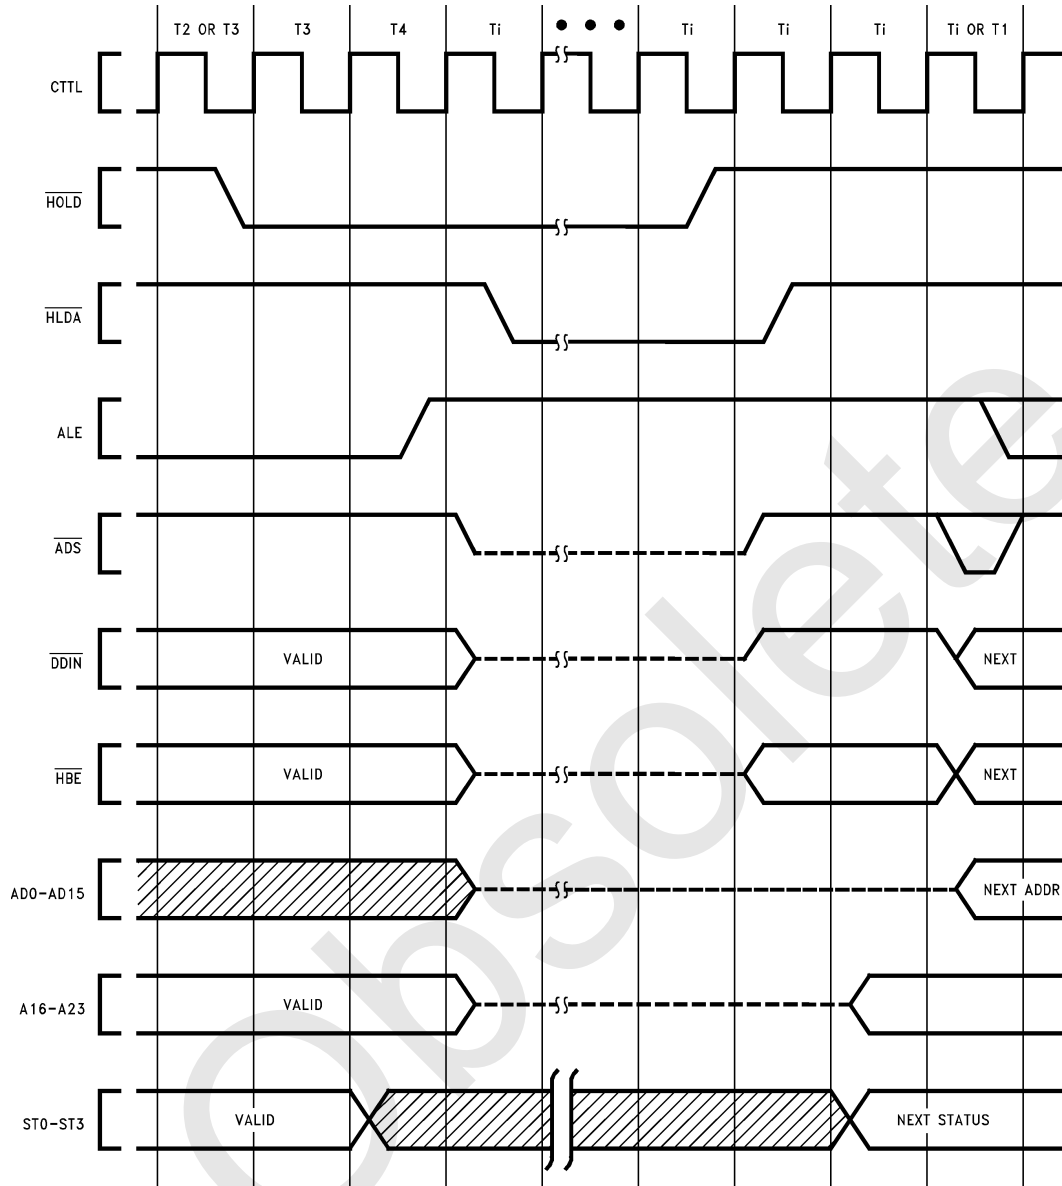 T2 OR T3 T3 T4 Ti Ti Ti Ti Ti OR T1
CTTL
HOLD
HLDA
ALE
ADS
DDIN VALID NEXT
HBE VALID NEXT
AD0-AD15 NEXT ADDR
A16-A23 VALID
ST0-ST3 VALID NEXT STATUS
Obsolete